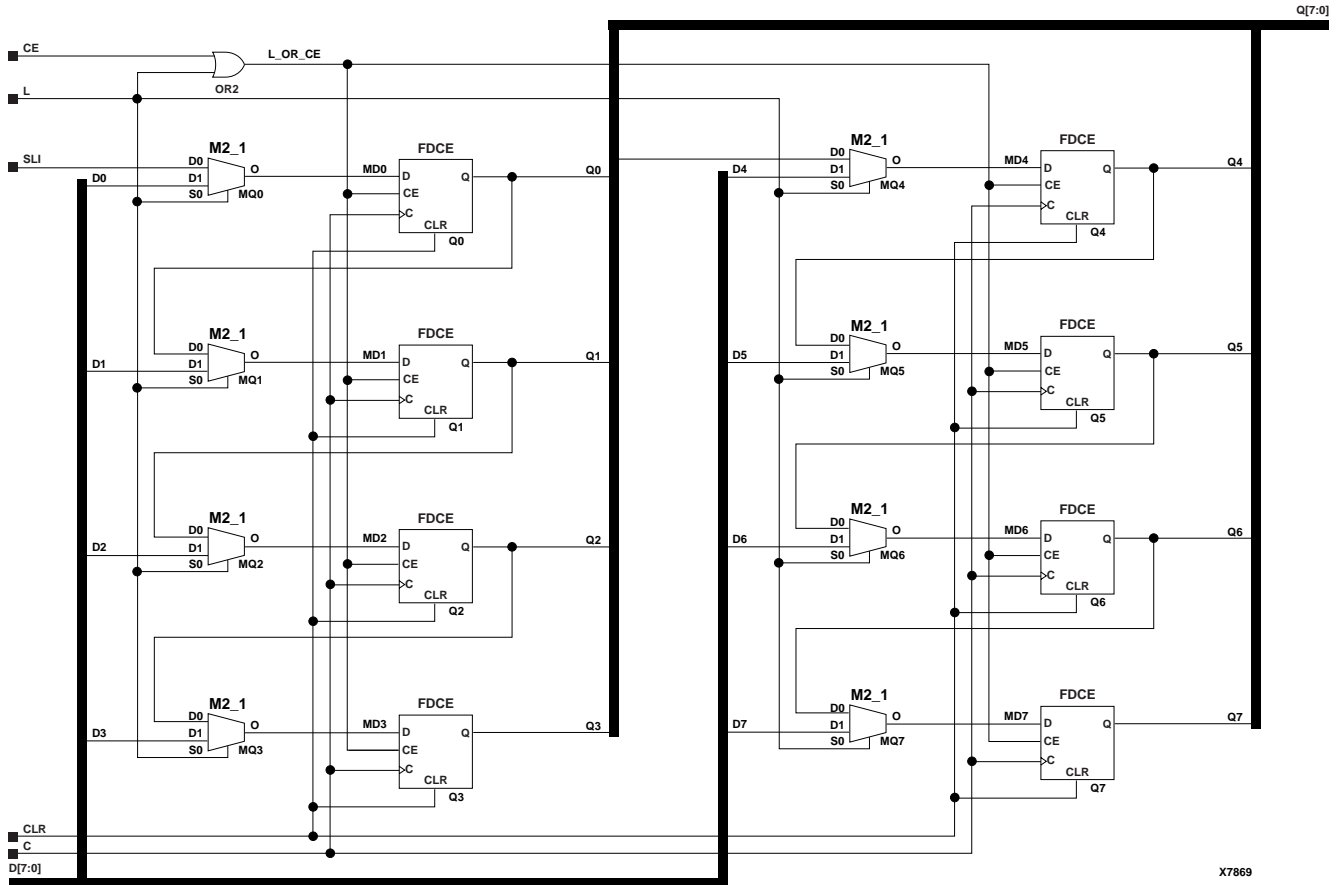 Q[7:0]
CE
L_OR_CE
OR2
L
SLI
M2_1
D0
D1
S0
O
MQ0
D0
MD0
FDCE
D
CE
C
CLR
Q
Q0
Q0
M2_1
D0
D1
S0
O
MQ1
D1
MD1
FDCE
D
CE
C
CLR
Q
Q1
Q1
M2_1
D0
D1
S0
O
MQ2
D2
MD2
FDCE
D
CE
C
CLR
Q
Q2
Q2
M2_1
D0
D1
S0
O
MQ3
D3
MD3
FDCE
D
CE
C
CLR
Q
Q3
Q3
M2_1
D0
D1
S0
O
MQ4
D4
MD4
FDCE
D
CE
C
CLR
Q
Q4
Q4
M2_1
D0
D1
S0
O
MQ5
D5
MD5
FDCE
D
CE
C
CLR
Q
Q5
Q5
M2_1
D0
D1
S0
O
MQ6
D6
MD6
FDCE
D
CE
C
CLR
Q
Q6
Q6
M2_1
D0
D1
S0
O
MQ7
D7
MD7
FDCE
D
CE
C
CLR
Q
Q7
Q7
CLR
C
D[7:0]
X7869